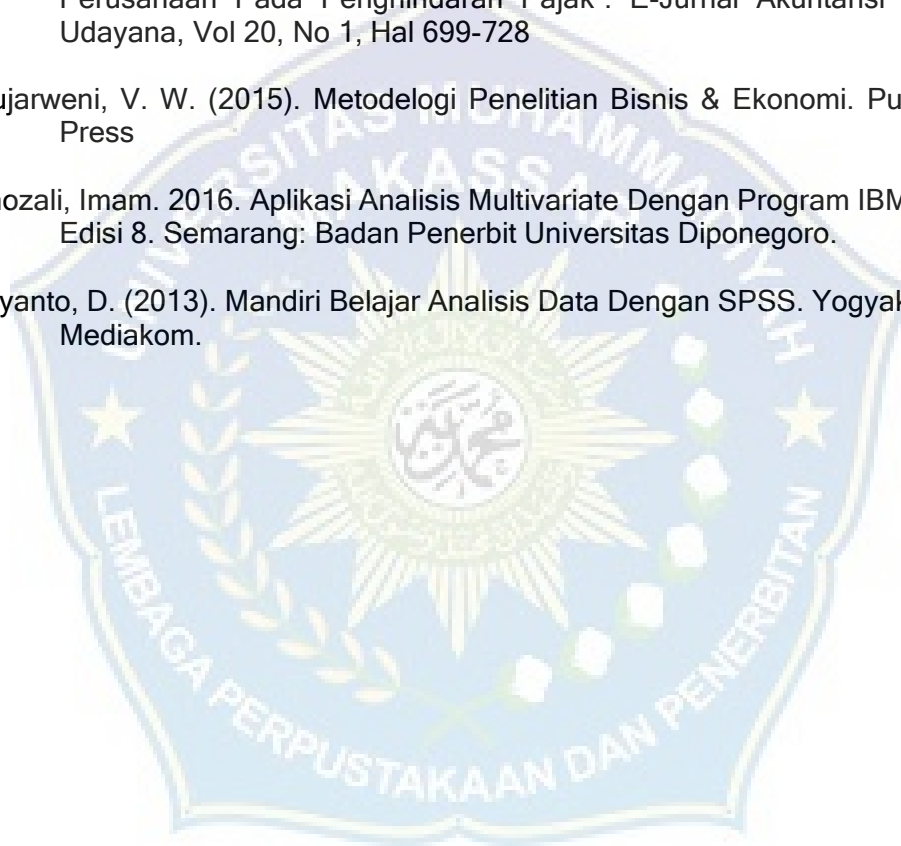 Perusahaan Pada Penghindaran Pajak". E-Jurnal Akuntansi
Udayana, Vol 20, No 1, Hal 699-728
ujarweni, V. W. (2015). Metodelogi Penelitian Bisnis & Ekonomi. Pu
Press
hozali, Imam. 2016. Aplikasi Analisis Multivariate Dengan Program IBM
Edisi 8. Semarang: Badan Penerbit Universitas Diponegoro.
yanto, D. (2013). Mandiri Belajar Analisis Data Dengan SPSS. Yogyak
Mediakom.
UNIVERSITAS MUHAMMADIYAH
MAKASSAR
محمد
LEMBAGA PERPUSTAKAAN DAN PENERBITAN